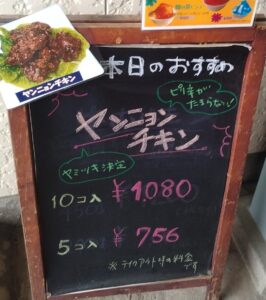 ヤンニョンチキン
本日のおすすめ
ピリ辛が
たまらない!
ヤンニョン
チキン
ヤミツキ決定
10コ入 ¥1080
5コ入 ¥756
※テイクアウト時の料金
です